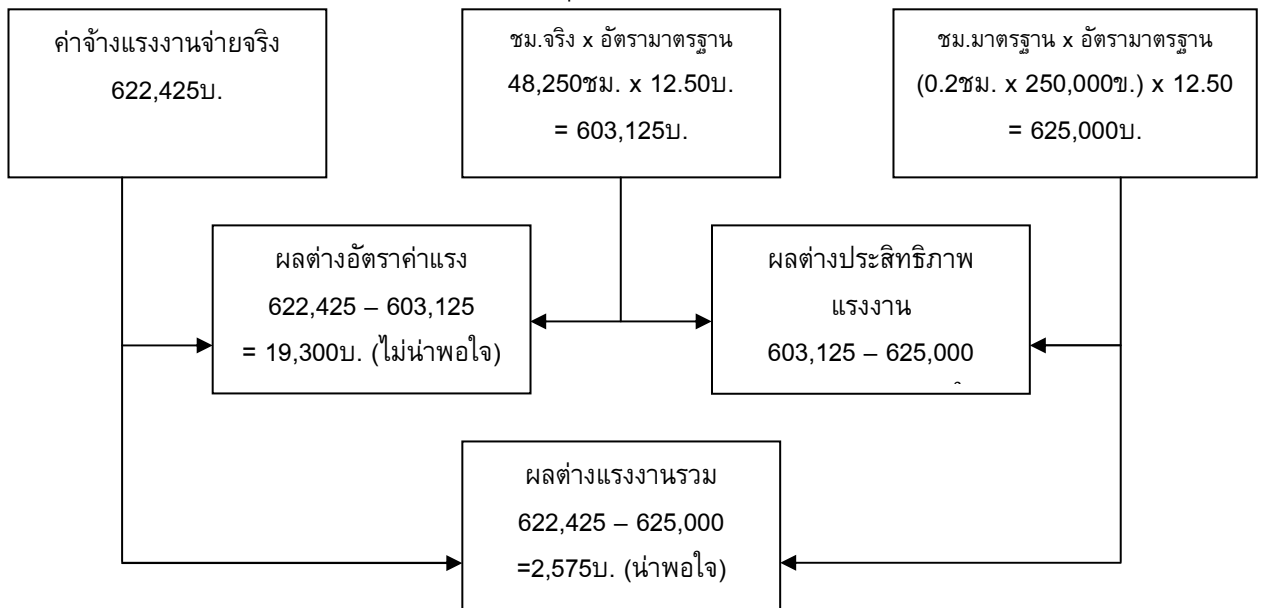 ค่าจ้างแรงงานจ่ายจริง
622,425บ.
ชม.จริง x อัตรามาตรฐาน
48,250ชม. x 12.50บ.
= 603,125บ.
ชม.มาตรฐาน x อัตรามาตรฐาน
(0.2ชม. x 250,000ข.) x 12.50
= 625,000บ.
ผลต่างอัตราค่าแรง
622,425 – 603,125
= 19,300บ. (ไม่น่าพอใจ)
ผลต่างประสิทธิภาพ
แรงงาน
603,125 – 625,000
ผลต่างแรงงานรวม
622,425 – 625,000
=2,575บ. (น่าพอใจ)